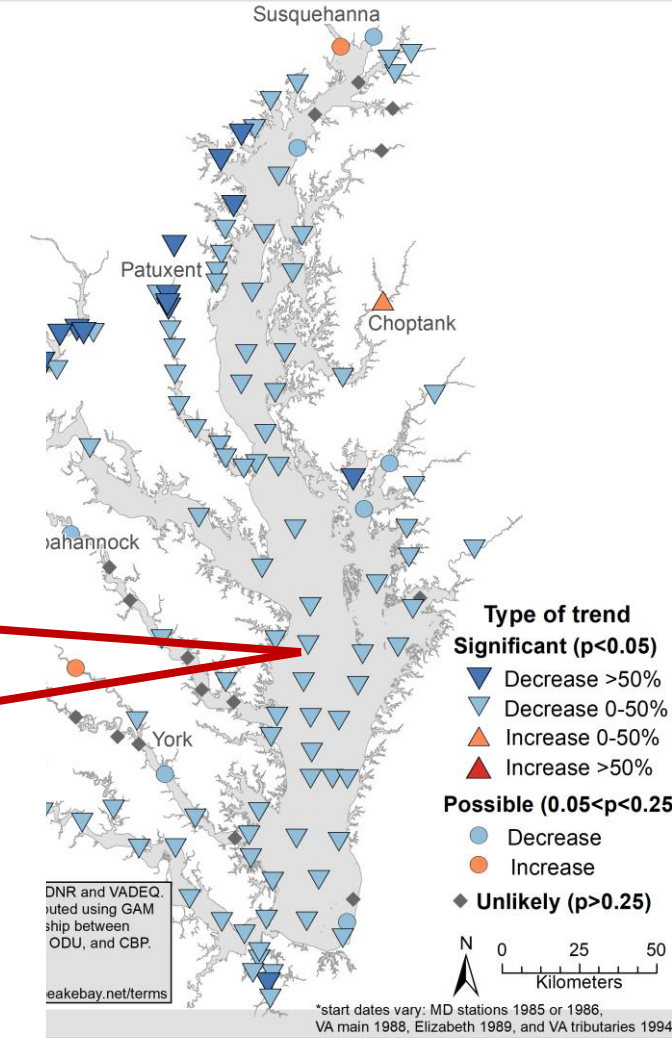 Susquehanna
Patuxent
Choptank
pahannock
York
Type of trend
Significant (p<0.05)
Decrease >50%
Decrease 0-50%
Increase 0-50%
Increase >50%
Possible (0.05<p<0.25
Decrease
Increase
Unlikely (p>0.25)
N
0 25 50
Kilometers
DNR and VADEQ.
outed using GAM
ship between
ODU, and CBP.
eakebay.net/terms
*start dates vary: MD stations 1985 or 1986,
VA main 1988, Elizabeth 1989, and VA tributaries 1994